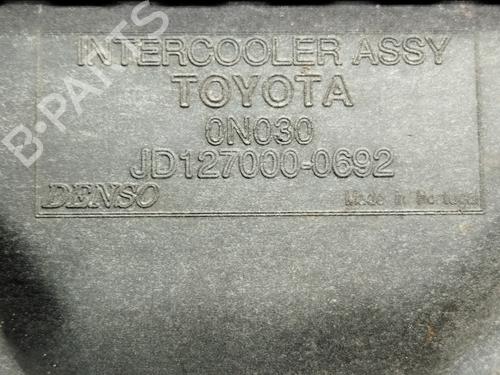 INTERCOOLER ASSY
TOYOTA
0N030
JD127000-0692
DENSO
Made in Portugal
B-PARTS